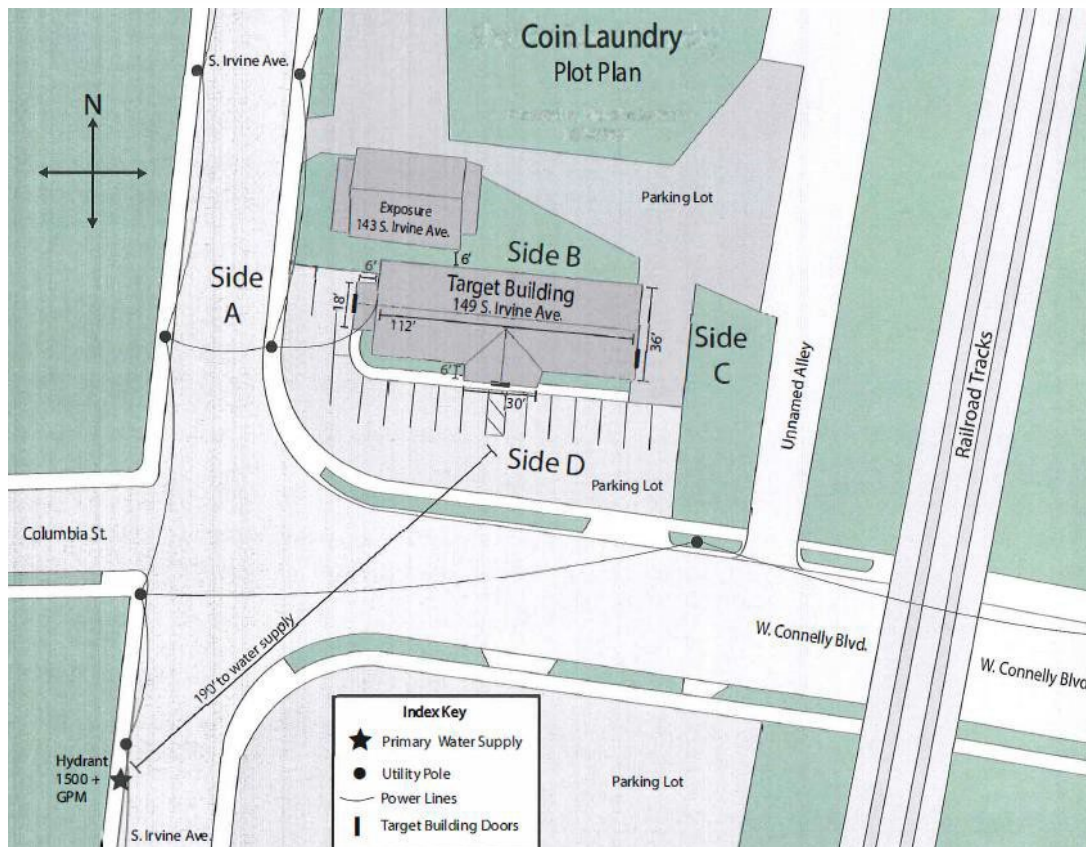 Coin Laundry
Plot Plan
S. Irvine Ave.
N
Parking Lot
Exposure
143 S. Irvine Ave.
6'
Side B
Side
A
6'
18'
Target Building
149 S. Irvine Ave.
112'
36'
Side
C
6'
30'
Side D
Parking Lot
Unnamed Alley
Railroad Tracks
Columbia St.
190' to water supply
W. Connelly Blvd.
W. Connelly Blvd
Hydrant
1500 +
GPM
S. Irvine Ave.
Index Key
Primary Water Supply
Utility Pole
Power Lines
Target Building Doors
Parking Lot